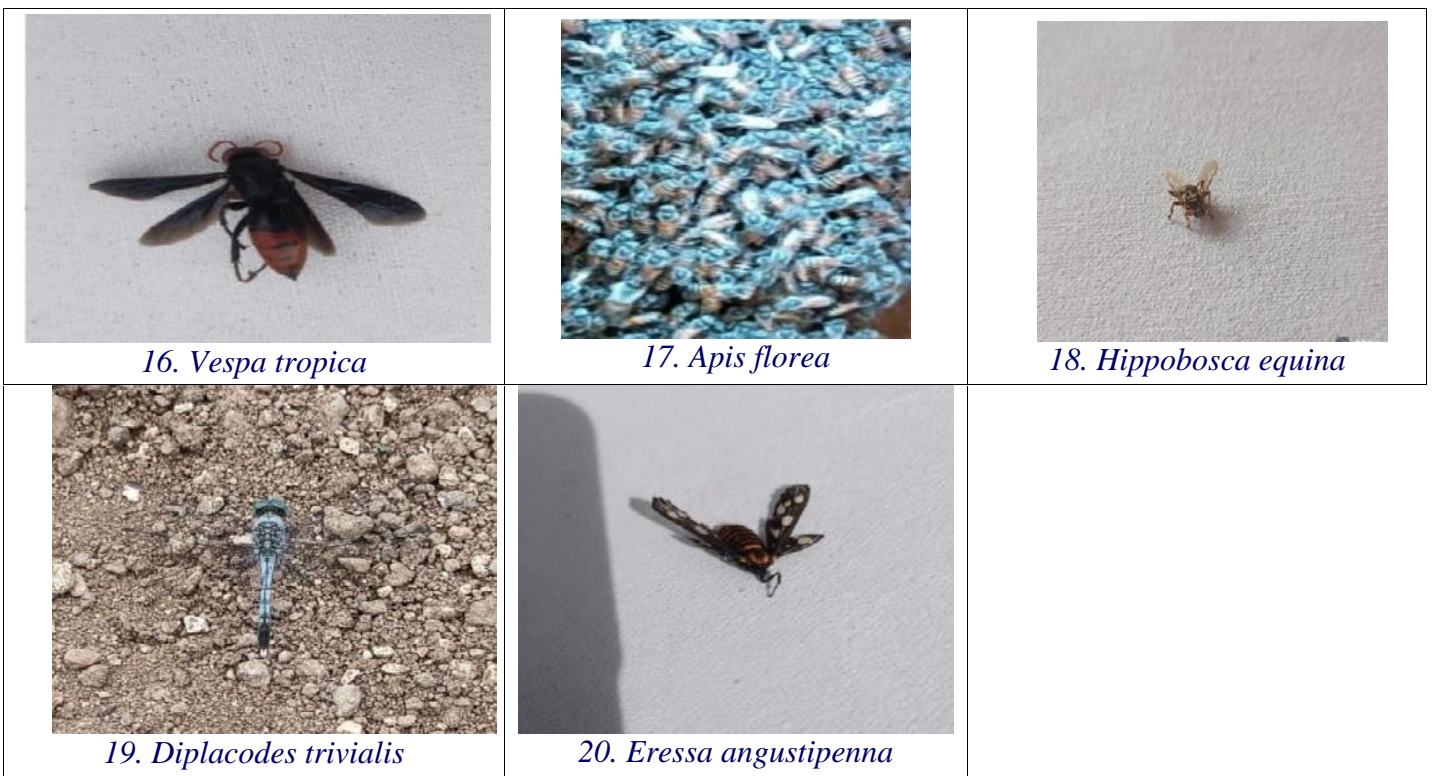 16. Vespa tropica
17. Apis florea
18. Hippobosca equina
19. Diplacodes trivialis
20. Eressa angustipenna